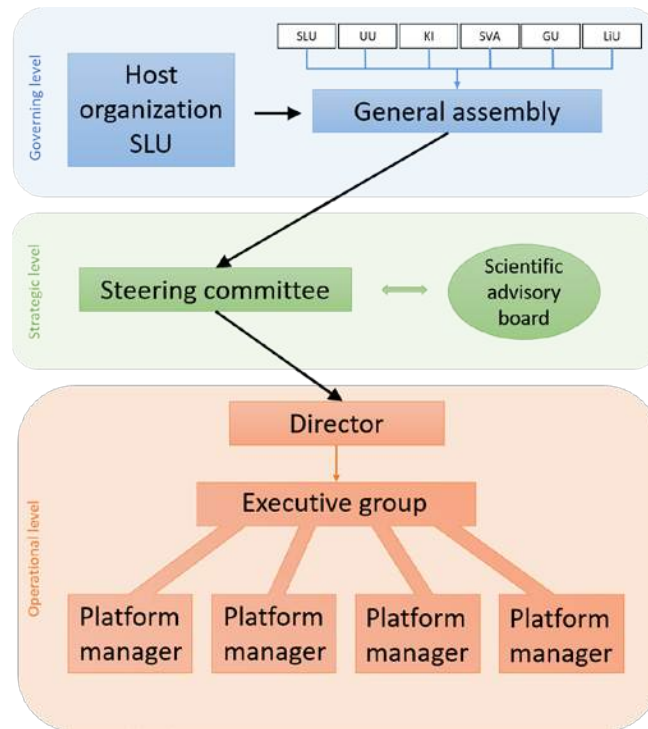 Governing level
SLU
UU
KI
SVA
GU
LiU
Host
organization
SLU
General assembly
Strategic level
Steering committee
Scientific
advisory
board
Operational level
Director
Executive group
Platform
manager
Platform
manager
Platform
manager
Platform
manager